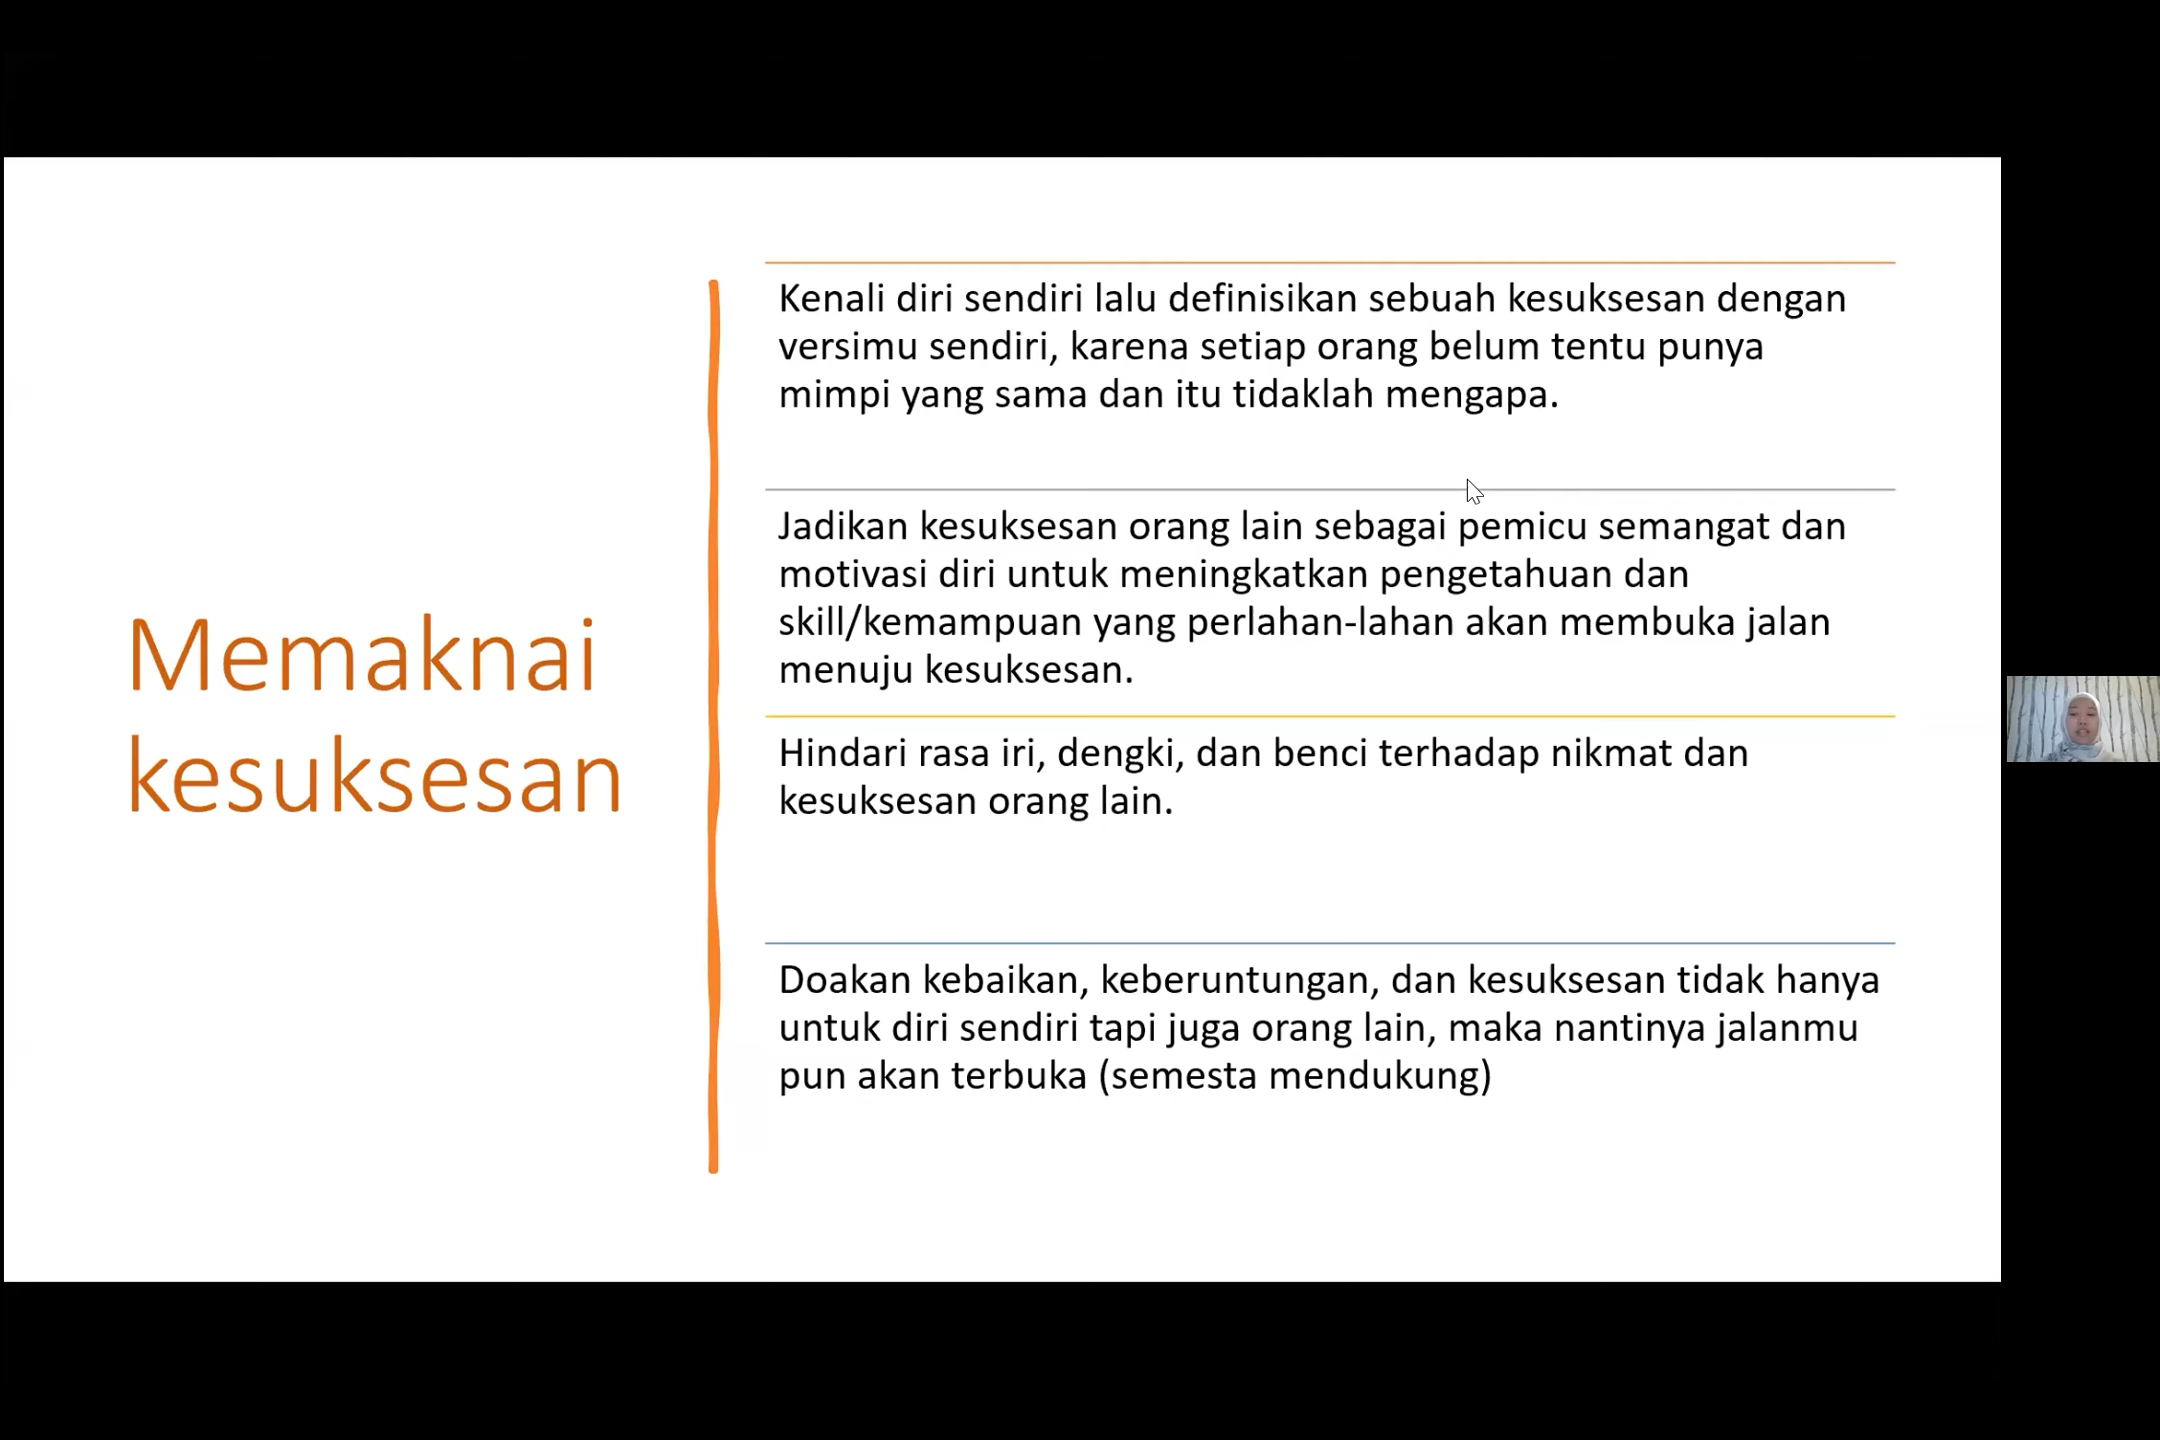 Memaknai
kesuksesan
Kenali diri sendiri lalu definisikan sebuah kesuksesan dengan
versimu sendiri, karena setiap orang belum tentu punya
mimpi yang sama dan itu tidaklah mengapa.
Jadikan kesuksesan orang lain sebagai pemicu semangat dan
motivasi diri untuk meningkatkan pengetahuan dan
skill/kemampuan yang perlahan-lahan akan membuka jalan
menuju kesuksesan.
Hindari rasa iri, dengki, dan benci terhadap nikmat dan
kesuksesan orang lain.
Doakan kebaikan, keberuntungan, dan kesuksesan tidak hanya
untuk diri sendiri tapi juga orang lain, maka nantinya jalanmu
pun akan terbuka (semesta mendukung)